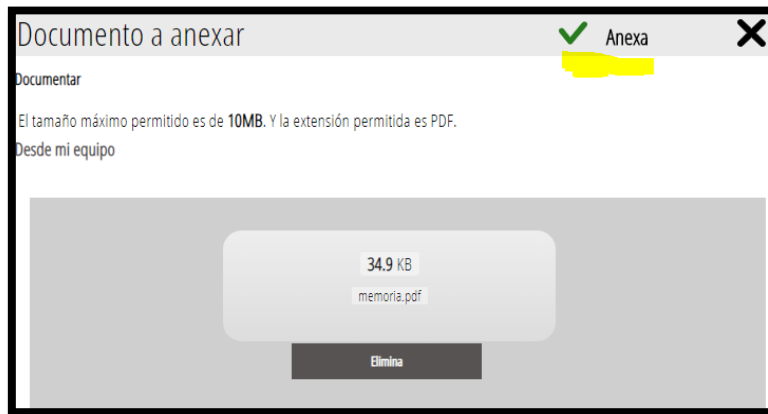 Documento a anexar
Anexa
Documentar
El tamaño máximo permitido es de 10MB. Y la extensión permitida es PDF.
Desde mi equipo
34.9 KB
memoria.pdf
Elimina